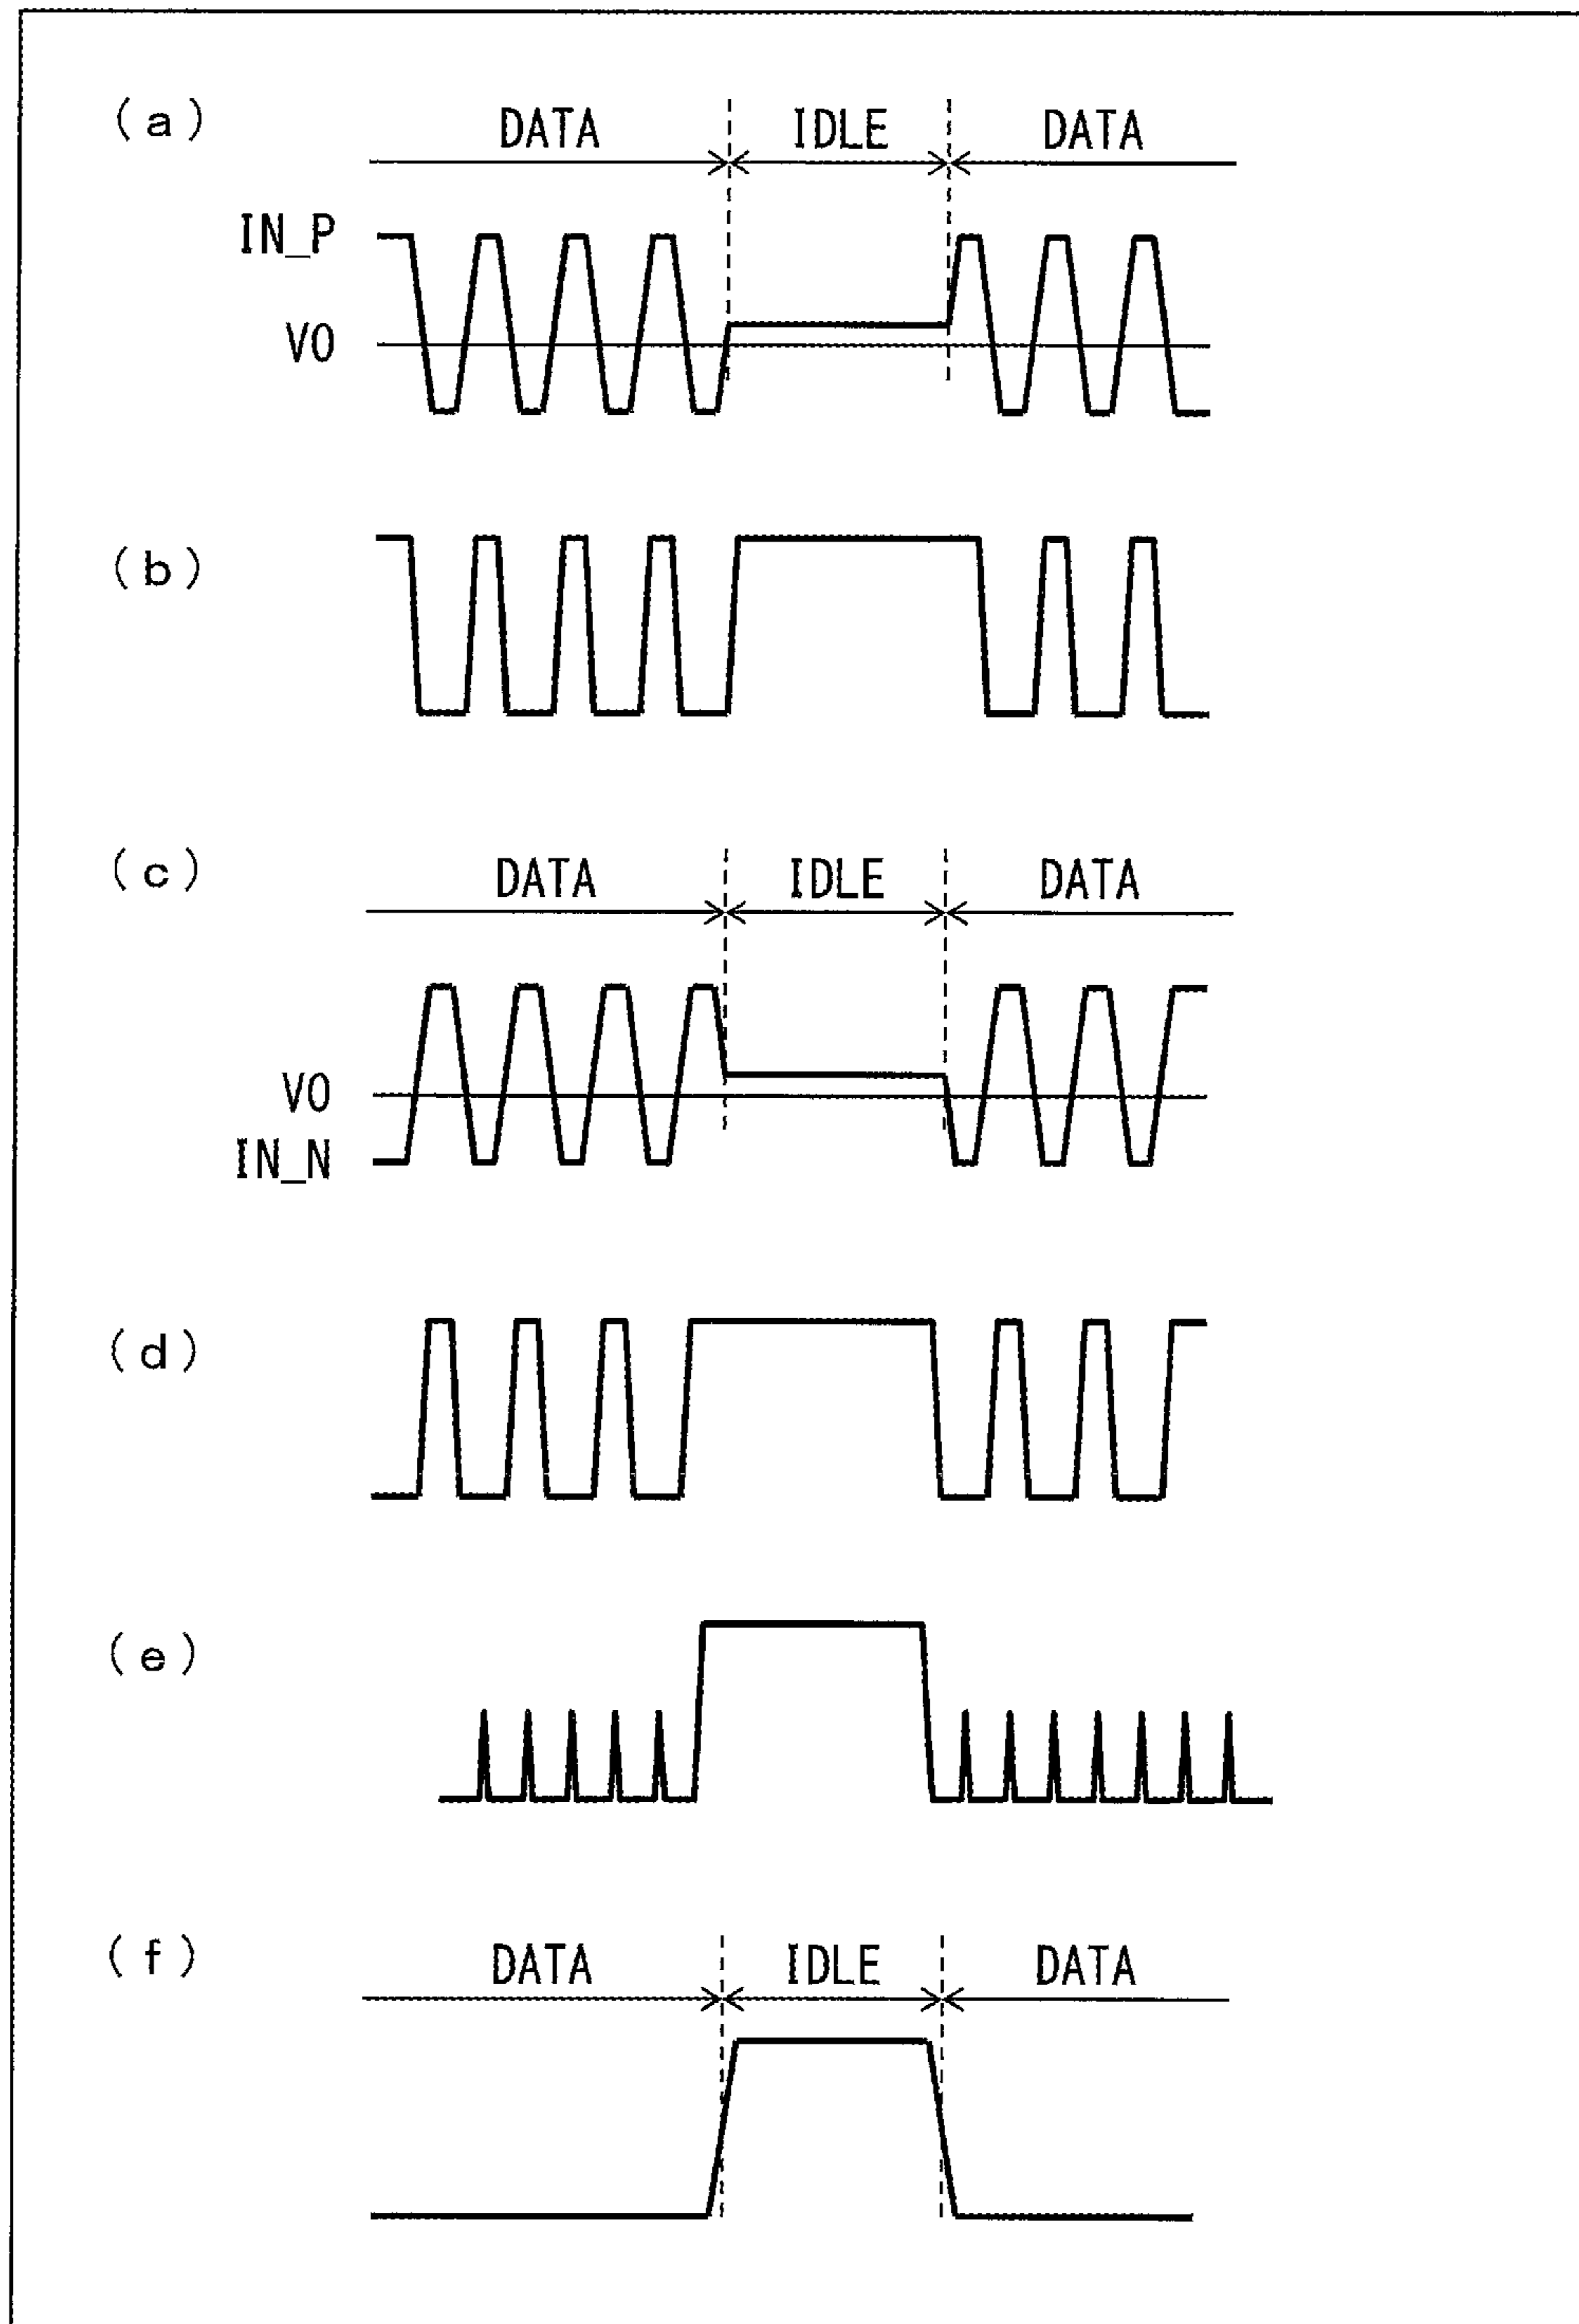 (a)
DATA IDLE DATA
IN_P
V0
(b)
(c)
DATA IDLE DATA
V0
IN_N
(d)
(e)
(f)
DATA IDLE DATA